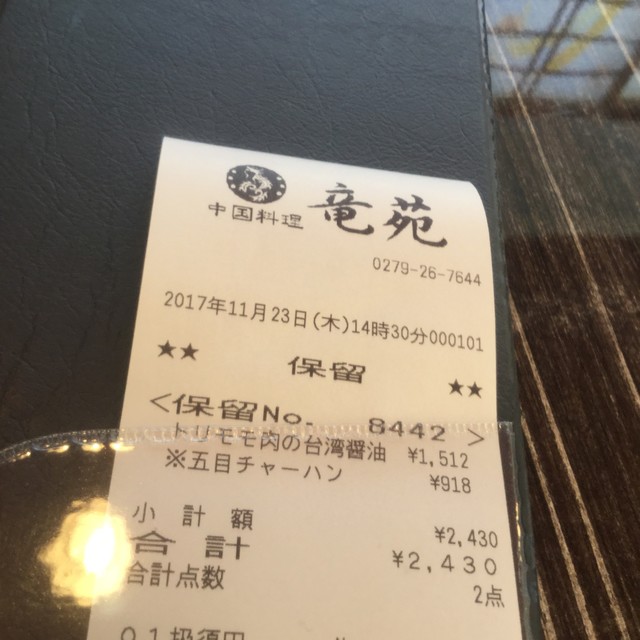 中国料理 竜苑
0279-26-7644
2017年11月23日(木)14時30分000101
★★ 保留 ★★
<保留No. 8442 >
モ肉の台湾醤油 ¥1,512
※五目チャーハン ¥918
小計額 ¥2,430
合計 ¥2,430
合計点数 2点